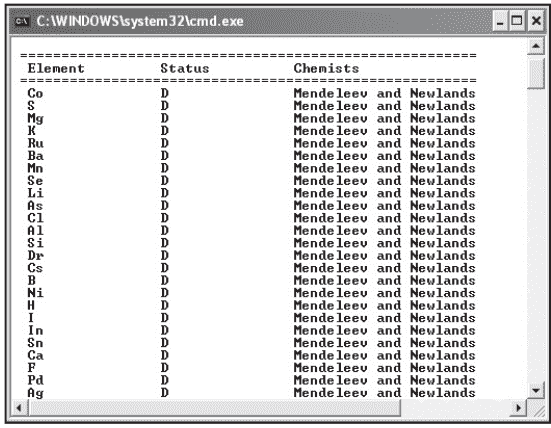 C:\WINDOWS\system32\cmd.exe
==========================================================
Element Status Chemists
==========================================================
Co D Mendeleev and Newlands
S D Mendeleev and Newlands
Mg D Mendeleev and Newlands
K D Mendeleev and Newlands
Ru D Mendeleev and Newlands
Ba D Mendeleev and Newlands
Mn D Mendeleev and Newlands
Se D Mendeleev and Newlands
Li D Mendeleev and Newlands
As D Mendeleev and Newlands
Cl D Mendeleev and Newlands
Al D Mendeleev and Newlands
Si D Mendeleev and Newlands
Dr D Mendeleev and Newlands
Cs D Mendeleev and Newlands
B D Mendeleev and Newlands
Ni D Mendeleev and Newlands
H D Mendeleev and Newlands
I D Mendeleev and Newlands
In D Mendeleev and Newlands
Sn D Mendeleev and Newlands
Ca D Mendeleev and Newlands
F D Mendeleev and Newlands
Pd D Mendeleev and Newlands
Ag D Mendeleev and Newlands